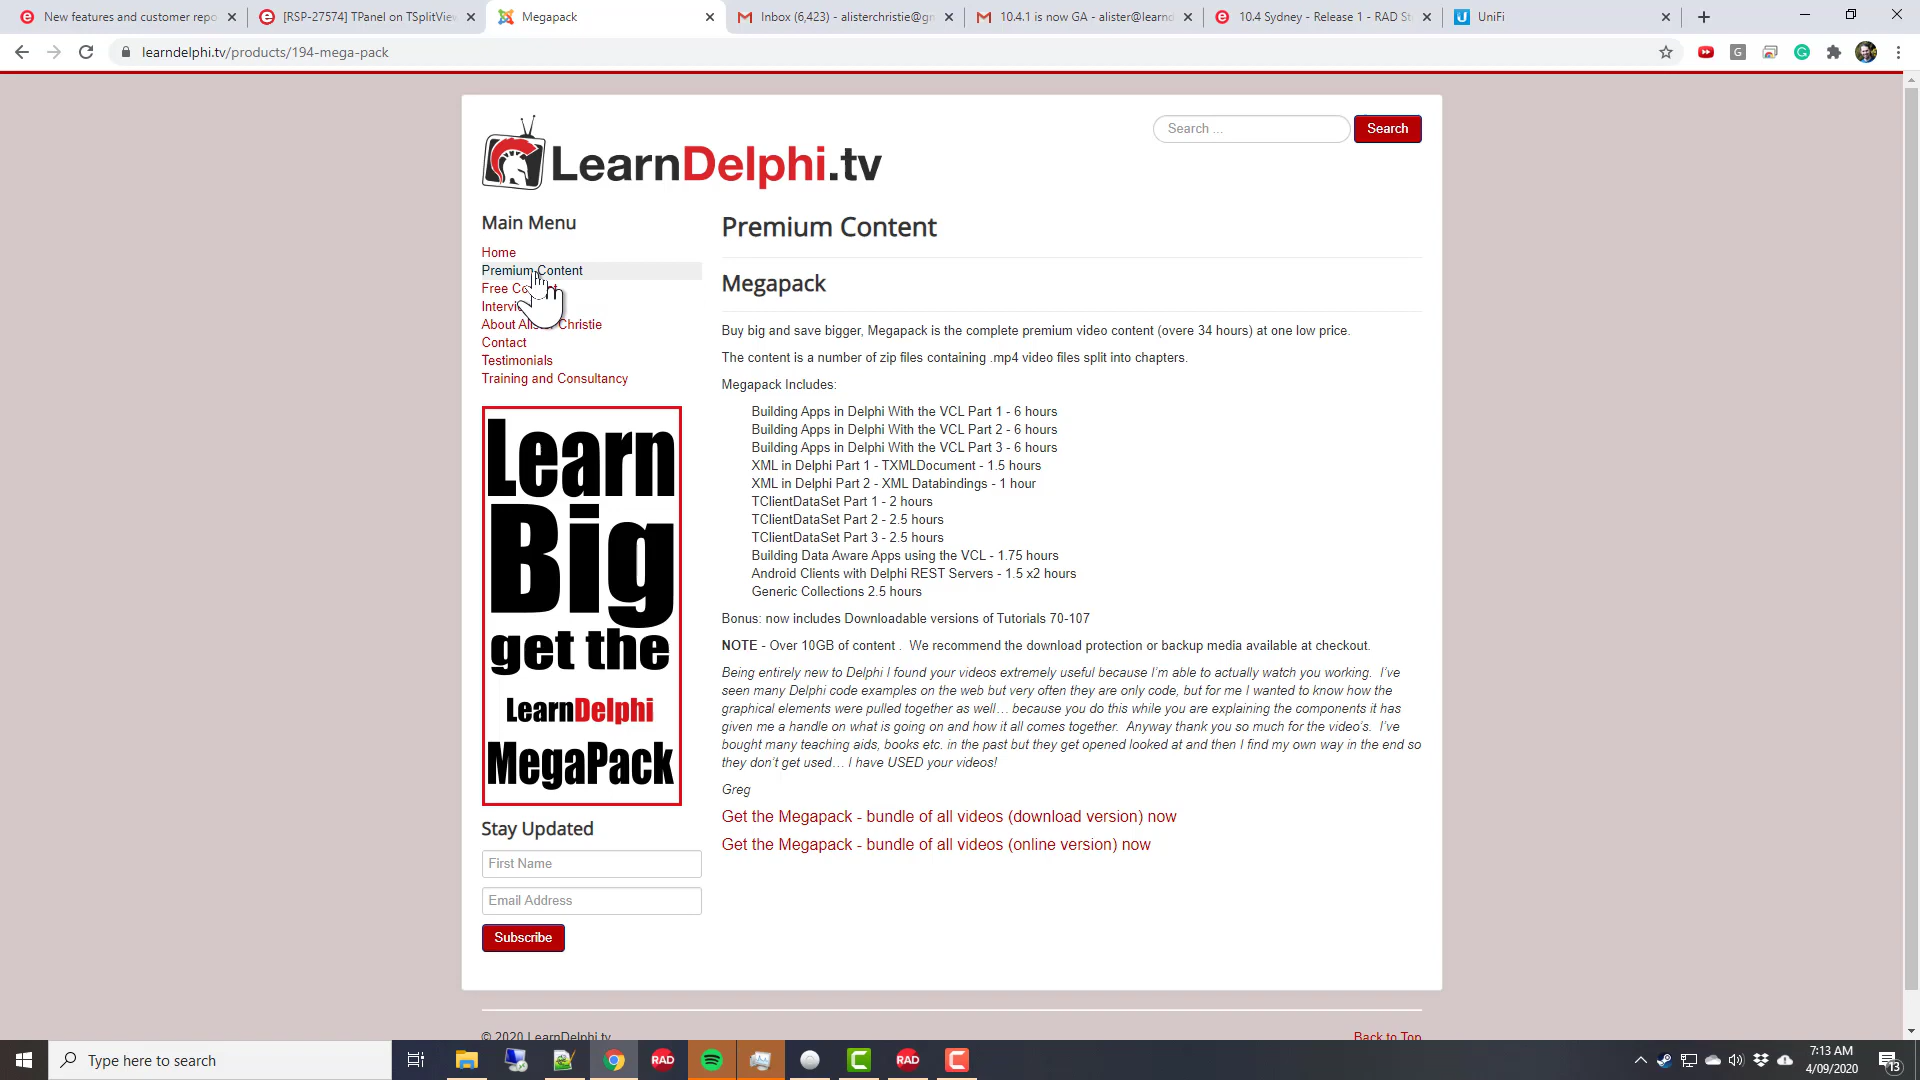 New features and customer repo
[RSP-27574] TPanel on TSplitVie
Megapack
Inbox (6,423) - alisterchristie@gm
10.4.1 is now GA - alister@learnd
10.4 Sydney - Release 1 - RAD St
UniFi
learndelphi.tv/products/194-mega-pack
LearnDelphi.tv
Search ...
Search
Main Menu
Home
Premium Content
Free
About Christie
Contact
Testimonials
Training and Consultancy
Learn
Big
get the
LearnDelphi
MegaPack
Stay Updated
First Name
Email Address
Subscribe
Premium Content
Megapack
Buy big and save bigger, Megapack is the complete premium video content (overe 34 hours) at one low price.
The content is a number of zip files containing .mp4 video files split into chapters.
Megapack Includes:
Building Apps in Delphi With the VCL Part 1 - 6 hours
Building Apps in Delphi With the VCL Part 2 - 6 hours
Building Apps in Delphi With the VCL Part 3 - 6 hours
XML in Delphi Part 1 - TXMLDocument - 1.5 hours
XML in Delphi Part 2 - XML Databindings - 1 hour
TClientDataSet Part 1 - 2 hours
TClientDataSet Part 2 - 2.5 hours
TClientDataSet Part 3 - 2.5 hours
Building Data Aware Apps using the VCL - 1.75 hours
Android Clients with Delphi REST Servers - 1.5 x2 hours
Generic Collections 2.5 hours
Bonus: now includes Downloadable versions of Tutorials 70-107
NOTE - Over 10GB of content . We recommend the download protection or backup media available at checkout.
Being entirely new to Delphi I found your videos extremely useful because I'm able to actually watch you working. I've
seen many Delphi code examples on the web but very often they are only code, but for me I wanted to know how the
graphical elements were pulled together as well… because you do this while you are explaining the components it has
given me a handle on what is going on and how it all comes together. Anyway thank you so much for the video's. I've
bought many teaching aids, books etc. in the past but they get opened looked at and then I find my own way in the end so
they don't get used… I have USED your videos!
Greg
Get the Megapack - bundle of all videos (download version) now
Get the Megapack - bundle of all videos (online version) now
© 2020 LearnDelphi.tv
Back to Top
Type here to search
RAD
RAD
7:13 AM
4/09/2020
13